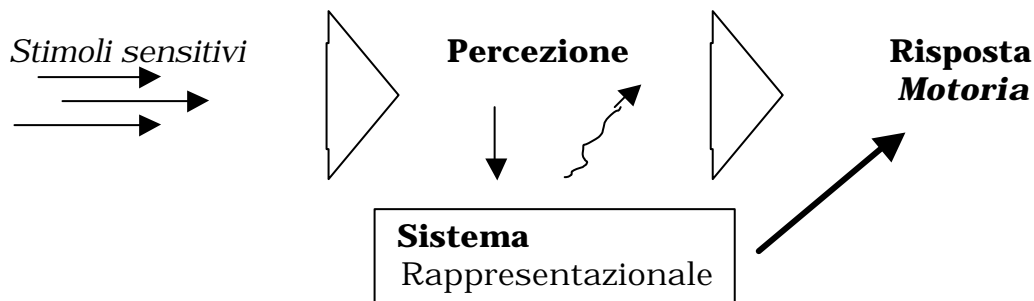 Stimoli sensitivi
Percezione
Risposta
Motoria
Sistema
Rappresentazionale